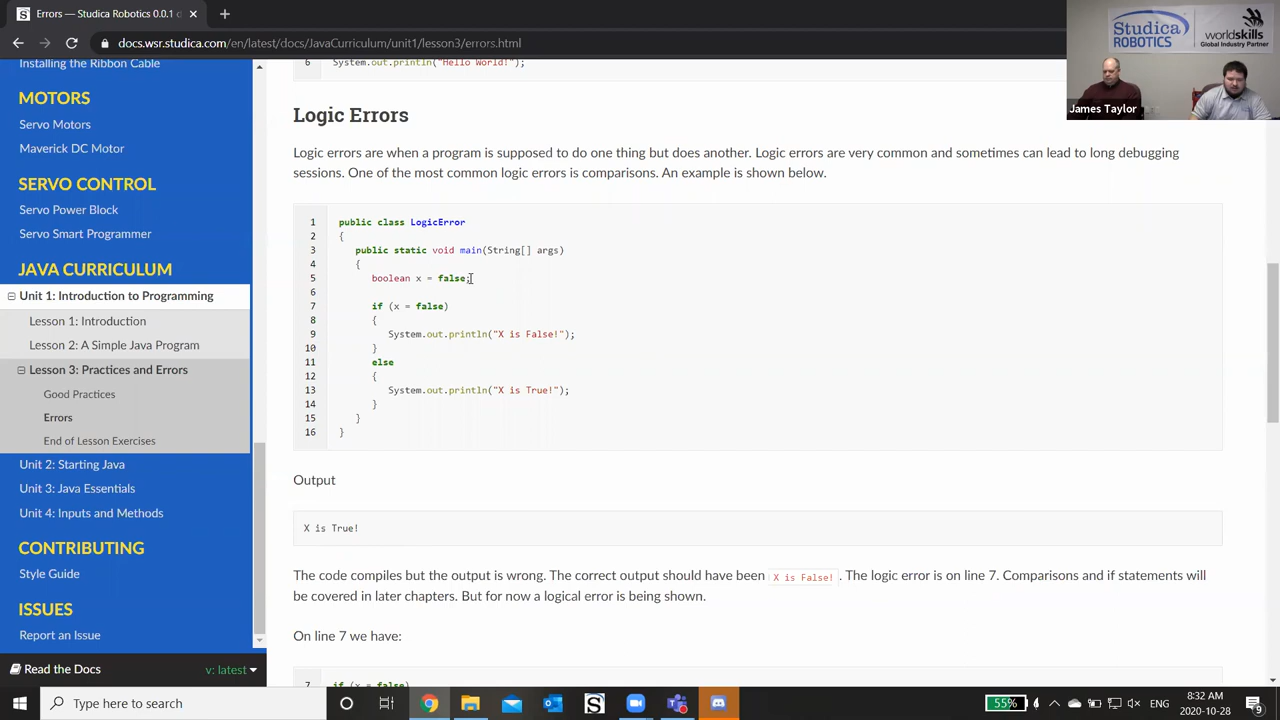 Errors — Studica 0.0.1 d
docs.wsr.studica.com/en/latest/docs/JavaCurriculum/unit1/lesson3/errors.html
Studica
ROBOTICS
worldskills
Global Industry Partner
James Taylor
Installing the Ribbon Cable
MOTORS
Servo Motors
Maverick DC Motor
SERVO CONTROL
Servo Power Block
Servo Smart Programmer
JAVA CURRICULUM
Unit 1: Introduction to Programming
Lesson 1: Introduction
Lesson 2: A Simple Java Program
Lesson 3: Practices and Errors
Good Practices
Errors
End of Lesson Exercises
Unit 2: Starting Java
Unit 3: Java Essentials
Unit 4: Inputs and Methods
CONTRIBUTING
Style Guide
ISSUES
Report an Issue
Read the Docs
v: latest
6 System.out.println("Hello World!");
Logic Errors
Logic errors are when a program is supposed to do one thing but does another. Logic errors are very common and sometimes can lead to long debugging
sessions. One of the most common logic errors is comparisons. An example is shown below.
1 public class LogicError
2 {
3 public static void main(String[] args)
4 {
5 boolean x = false;
6
7 if (x = false)
8 {
9 System.out.println("X is False!");
10 }
11 else
12 {
13 System.out.println("X is True!");
14 }
15 }
16 }
Output
X is True!
The code compiles but the output is wrong. The correct output should have been X is False! . The logic error is on line 7. Comparisons and if statements will
be covered in later chapters. But for now a logical error is being shown.
On line 7 we have:
7 if (x = false)
Type here to search
55%
ENG
8:32 AM
2020-10-28
9